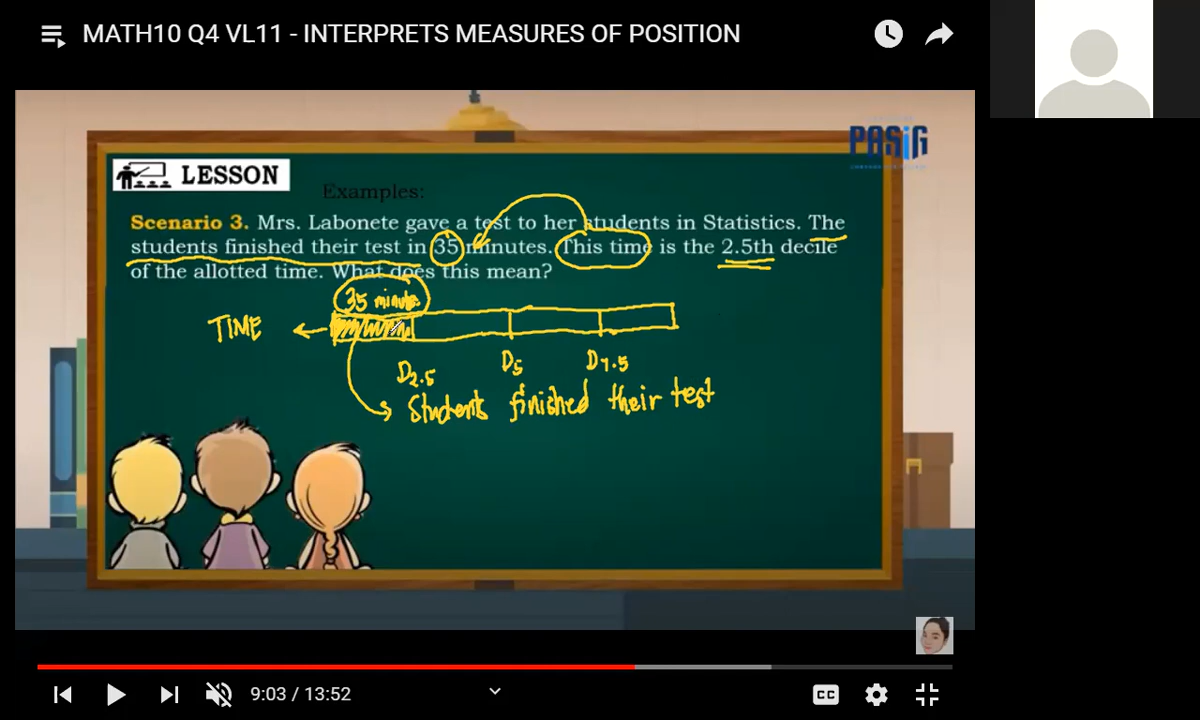 MATH10 Q4 VL11 - INTERPRETS MEASURES OF POSITION
PASiG
LESSON
Examples:
Scenario 3. Mrs. Labonete gave a test to her students in Statistics. The
students finished their test in 35 minutes. This time is the 2.5th decile
of the allotted time. What does this mean?
35 minutes
TIME
D2.5 D5 D7.5
Students finished their test
9:03 / 13:52
CC